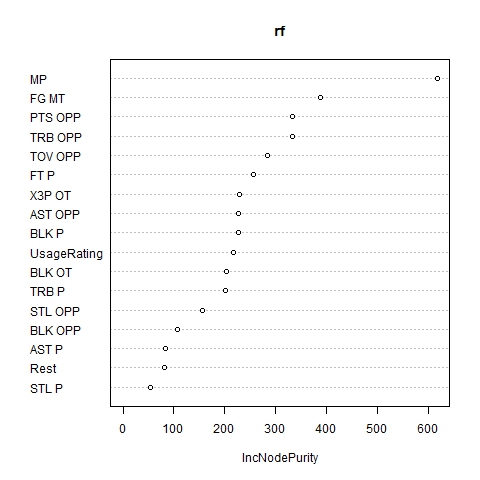 rf
MP
FG MT
PTS OPP
TRB OPP
TOV OPP
FT P
X3P OT
AST OPP
BLK P
UsageRating
BLK OT
TRB P
STL OPP
BLK OPP
AST P
Rest
STL P
0 100 200 300 400 500 600
IncNodePurity